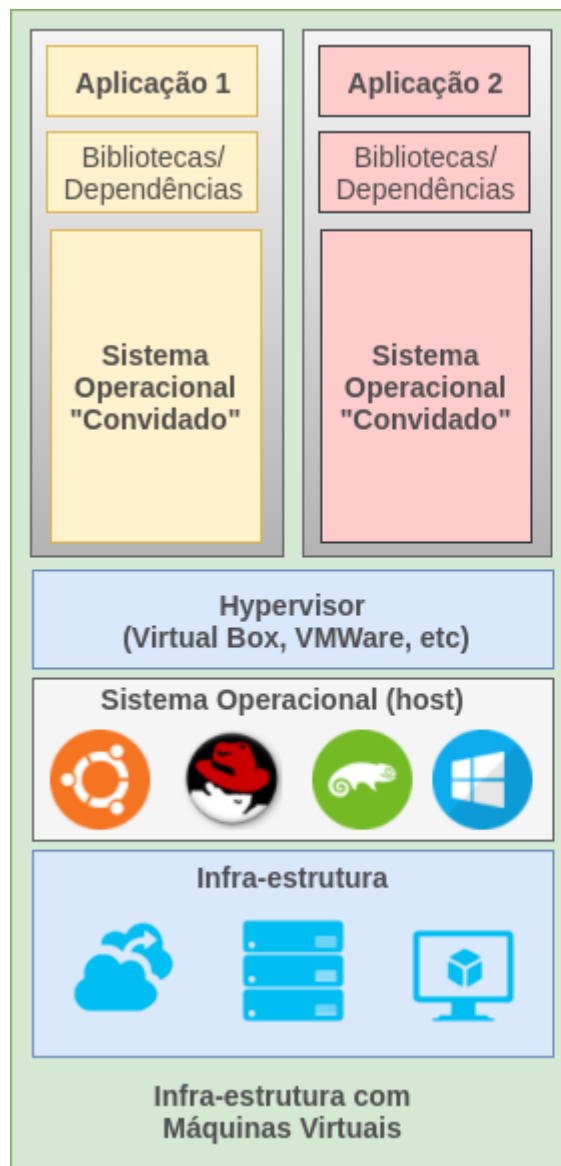 Aplicação 1
Bibliotecas/
Dependências
Sistema
Operacional
"Convidado"
Aplicação 2
Bibliotecas/
Dependências
Sistema
Operacional
"Convidado"
Hypervisor
(Virtual Box, VMWare, etc)
Sistema Operacional (host)
Infra-estrutura
Infra-estrutura com
Máquinas Virtuais